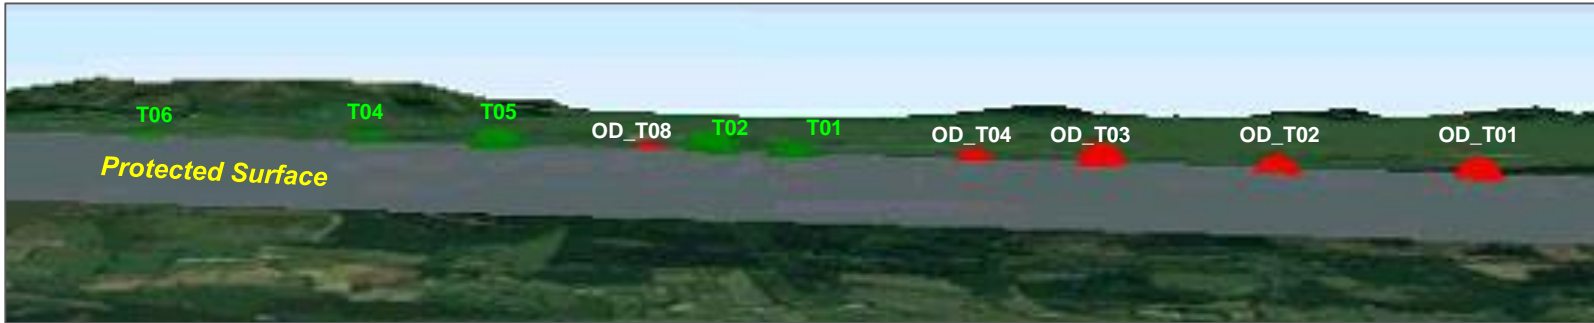 T06
T04
T05
OD_T08
T02
T01
OD_T04
OD_T03
OD_T02
OD_T01
Protected Surface